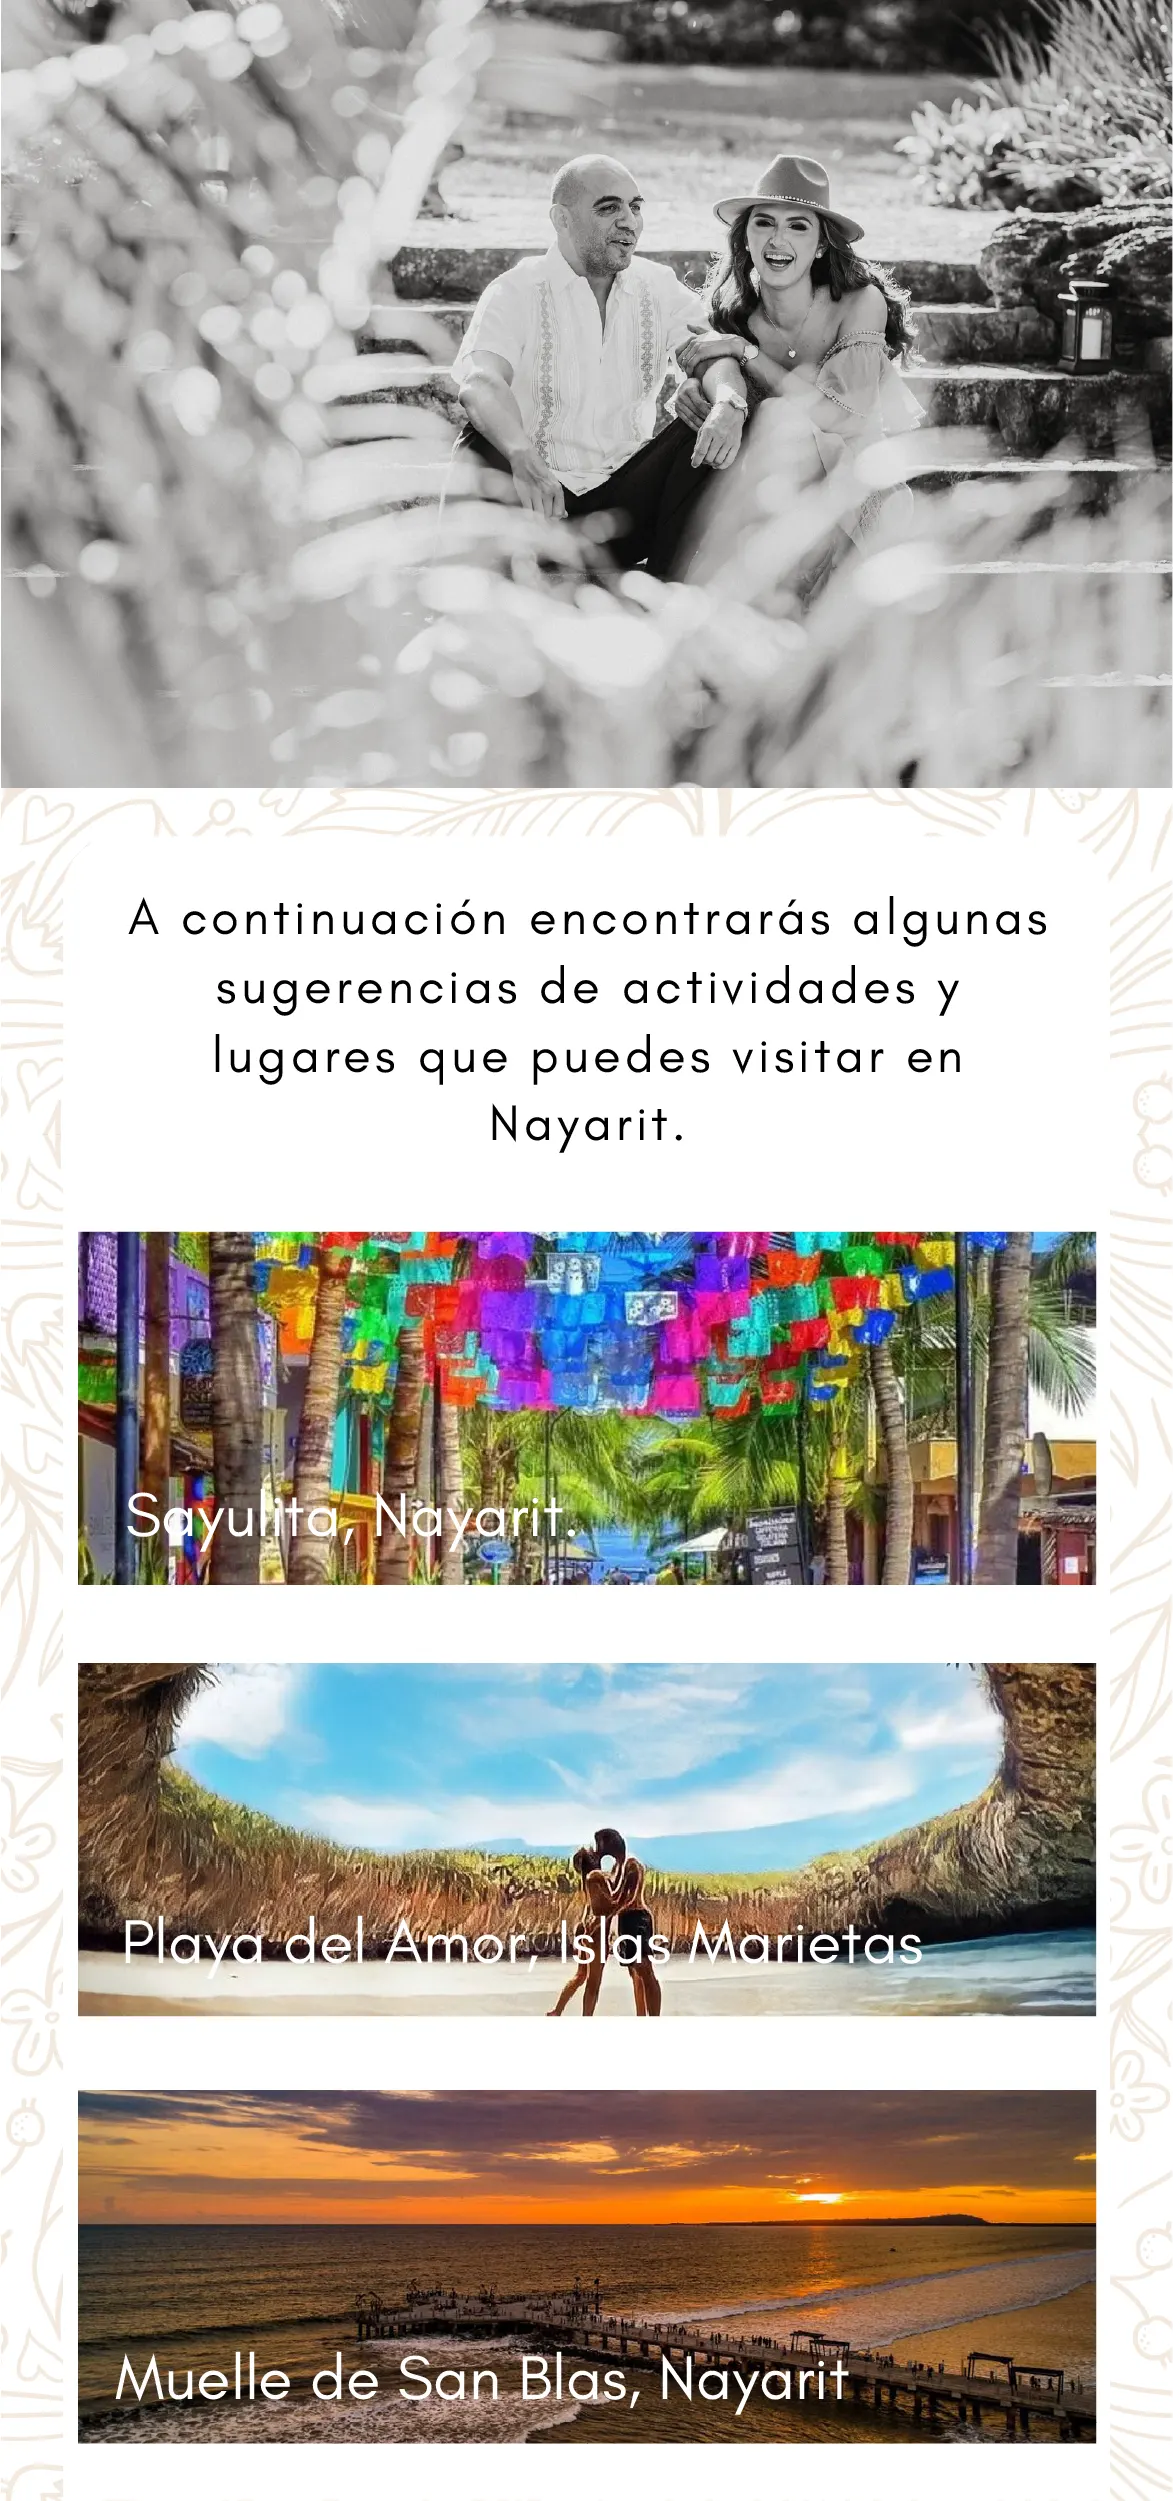 A continuación encontrarás algunas
sugerencias de actividades y
lugares que puedes visitar en
Nayarit.
Sayulita, Nayarit.
Playa del Amor, Islas Marietas
Muelle de San Blas, Nayarit